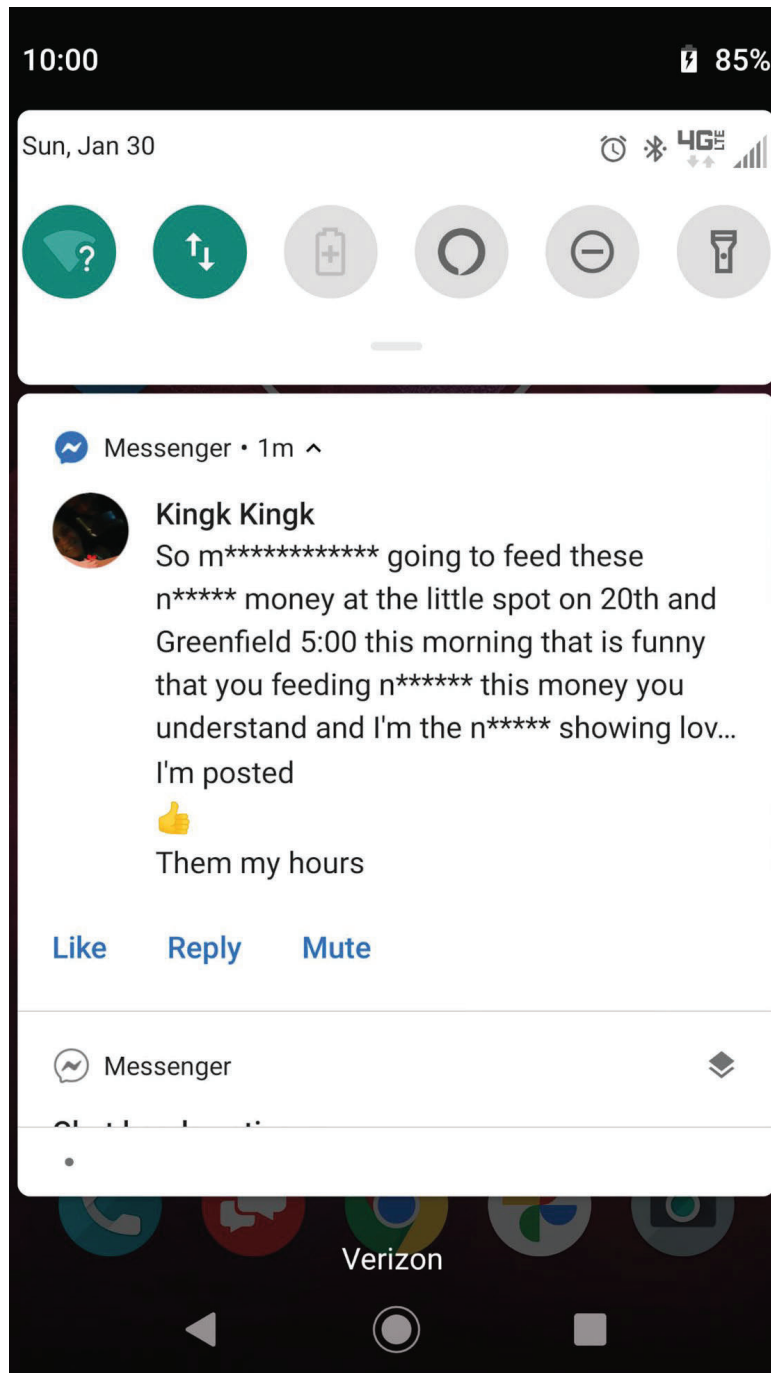 10:00 85%
Sun, Jan 30 4G LTE
?
Messenger • 1m
Kingk Kingk
So m************ going to feed these
n***** money at the little spot on 20th and
Greenfield 5:00 this morning that is funny
that you feeding n****** this money you
understand and I'm the n***** showing lov...
I'm posted
👍
Them my hours
Like Reply Mute
Messenger
Verizon